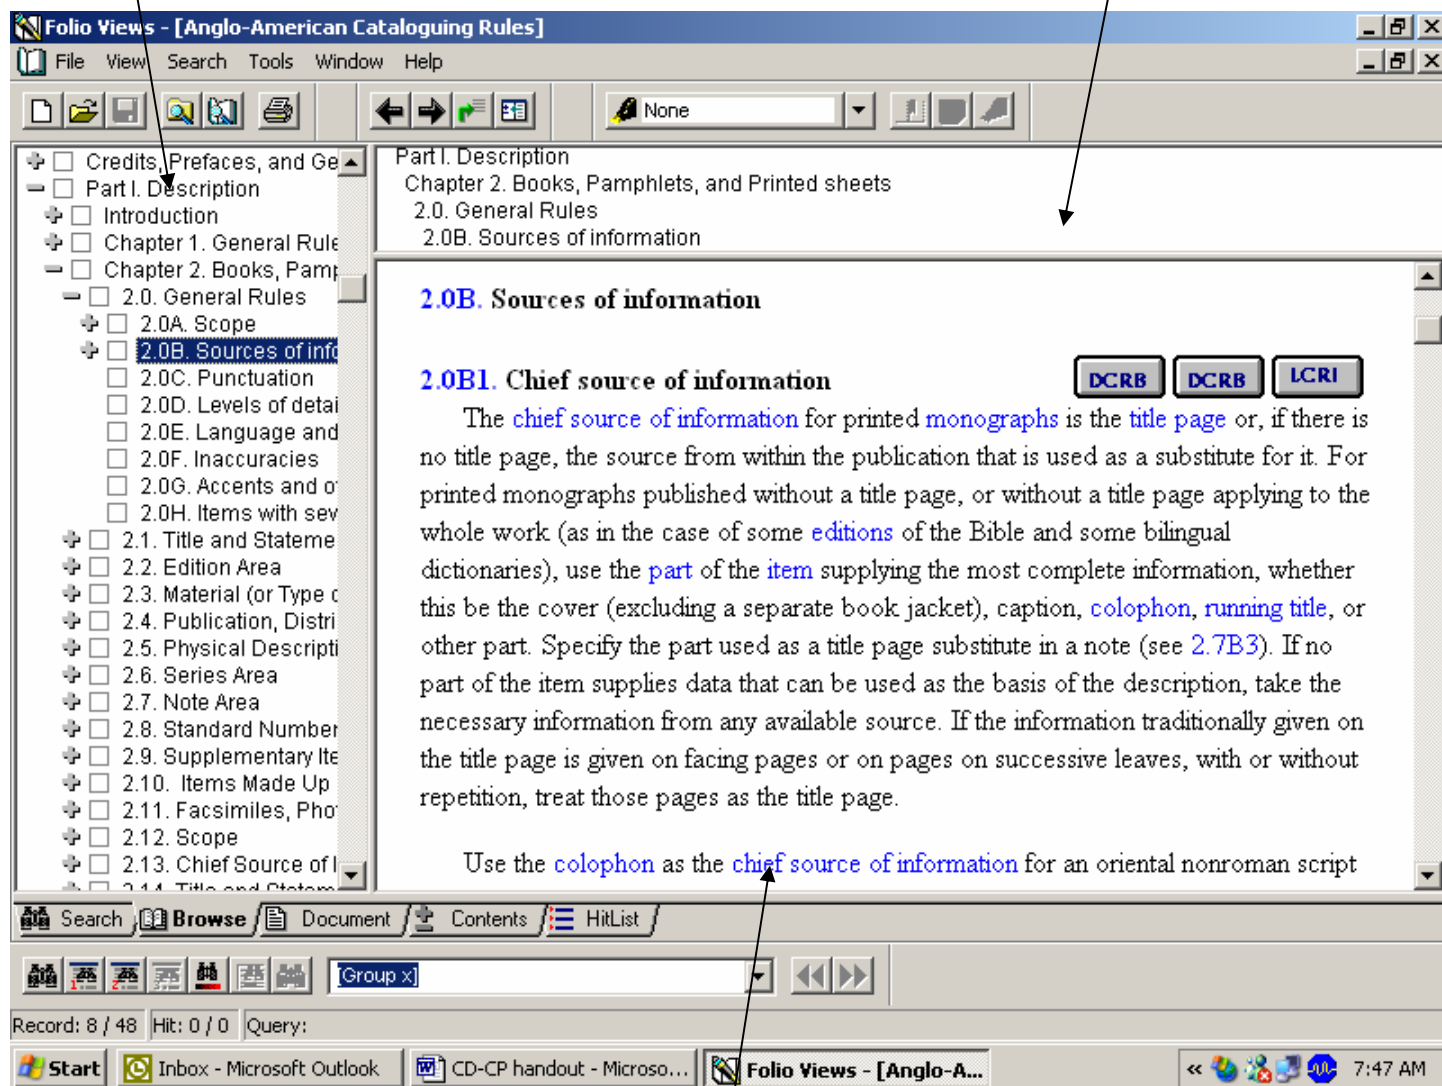 Folio Views - [Anglo-American Cataloguing Rules]
File View Search Tools Window Help
None
Credits, Prefaces, and Ge
Part I. Description
Introduction
Chapter 1. General Rule
Chapter 2. Books, Pamp
2.0. General Rules
2.0A. Scope
2.0B. Sources of info
2.0C. Punctuation
2.0D. Levels of detai
2.0E. Language and
2.0F. Inaccuracies
2.0G. Accents and o
2.0H. Items with sev
2.1. Title and Stateme
2.2. Edition Area
2.3. Material (or Type o
2.4. Publication, Distri
2.5. Physical Descripti
2.6. Series Area
2.7. Note Area
2.8. Standard Number
2.9. Supplementary Ite
2.10. Items Made Up
2.11. Facsimiles, Pho
2.12. Scope
2.13. Chief Source of I
2.14. Title and Statem
Part I. Description
Chapter 2. Books, Pamphlets, and Printed sheets
2.0. General Rules
2.0B. Sources of information
2.0B. Sources of information
2.0B1. Chief source of information DCRB DCRB LCRI
The chief source of information for printed monographs is the title page or, if there is
no title page, the source from within the publication that is used as a substitute for it. For
printed monographs published without a title page, or without a title page applying to the
whole work (as in the case of some editions of the Bible and some bilingual
dictionaries), use the part of the item supplying the most complete information, whether
this be the cover (excluding a separate book jacket), caption, colophon, running title, or
other part. Specify the part used as a title page substitute in a note (see 2.7B3). If no
part of the item supplies data that can be used as the basis of the description, take the
necessary information from any available source. If the information traditionally given on
the title page is given on facing pages or on pages on successive leaves, with or without
repetition, treat those pages as the title page.
Use the colophon as the chief source of information for an oriental nonroman script
Search Browse Document Contents HitList
[Group x]
Record: 8 / 48 Hit: 0 / 0 Query:
Start Inbox - Microsoft Outlook CD-CP handout - Microso... Folio Views - [Anglo-A... « 7:47 AM